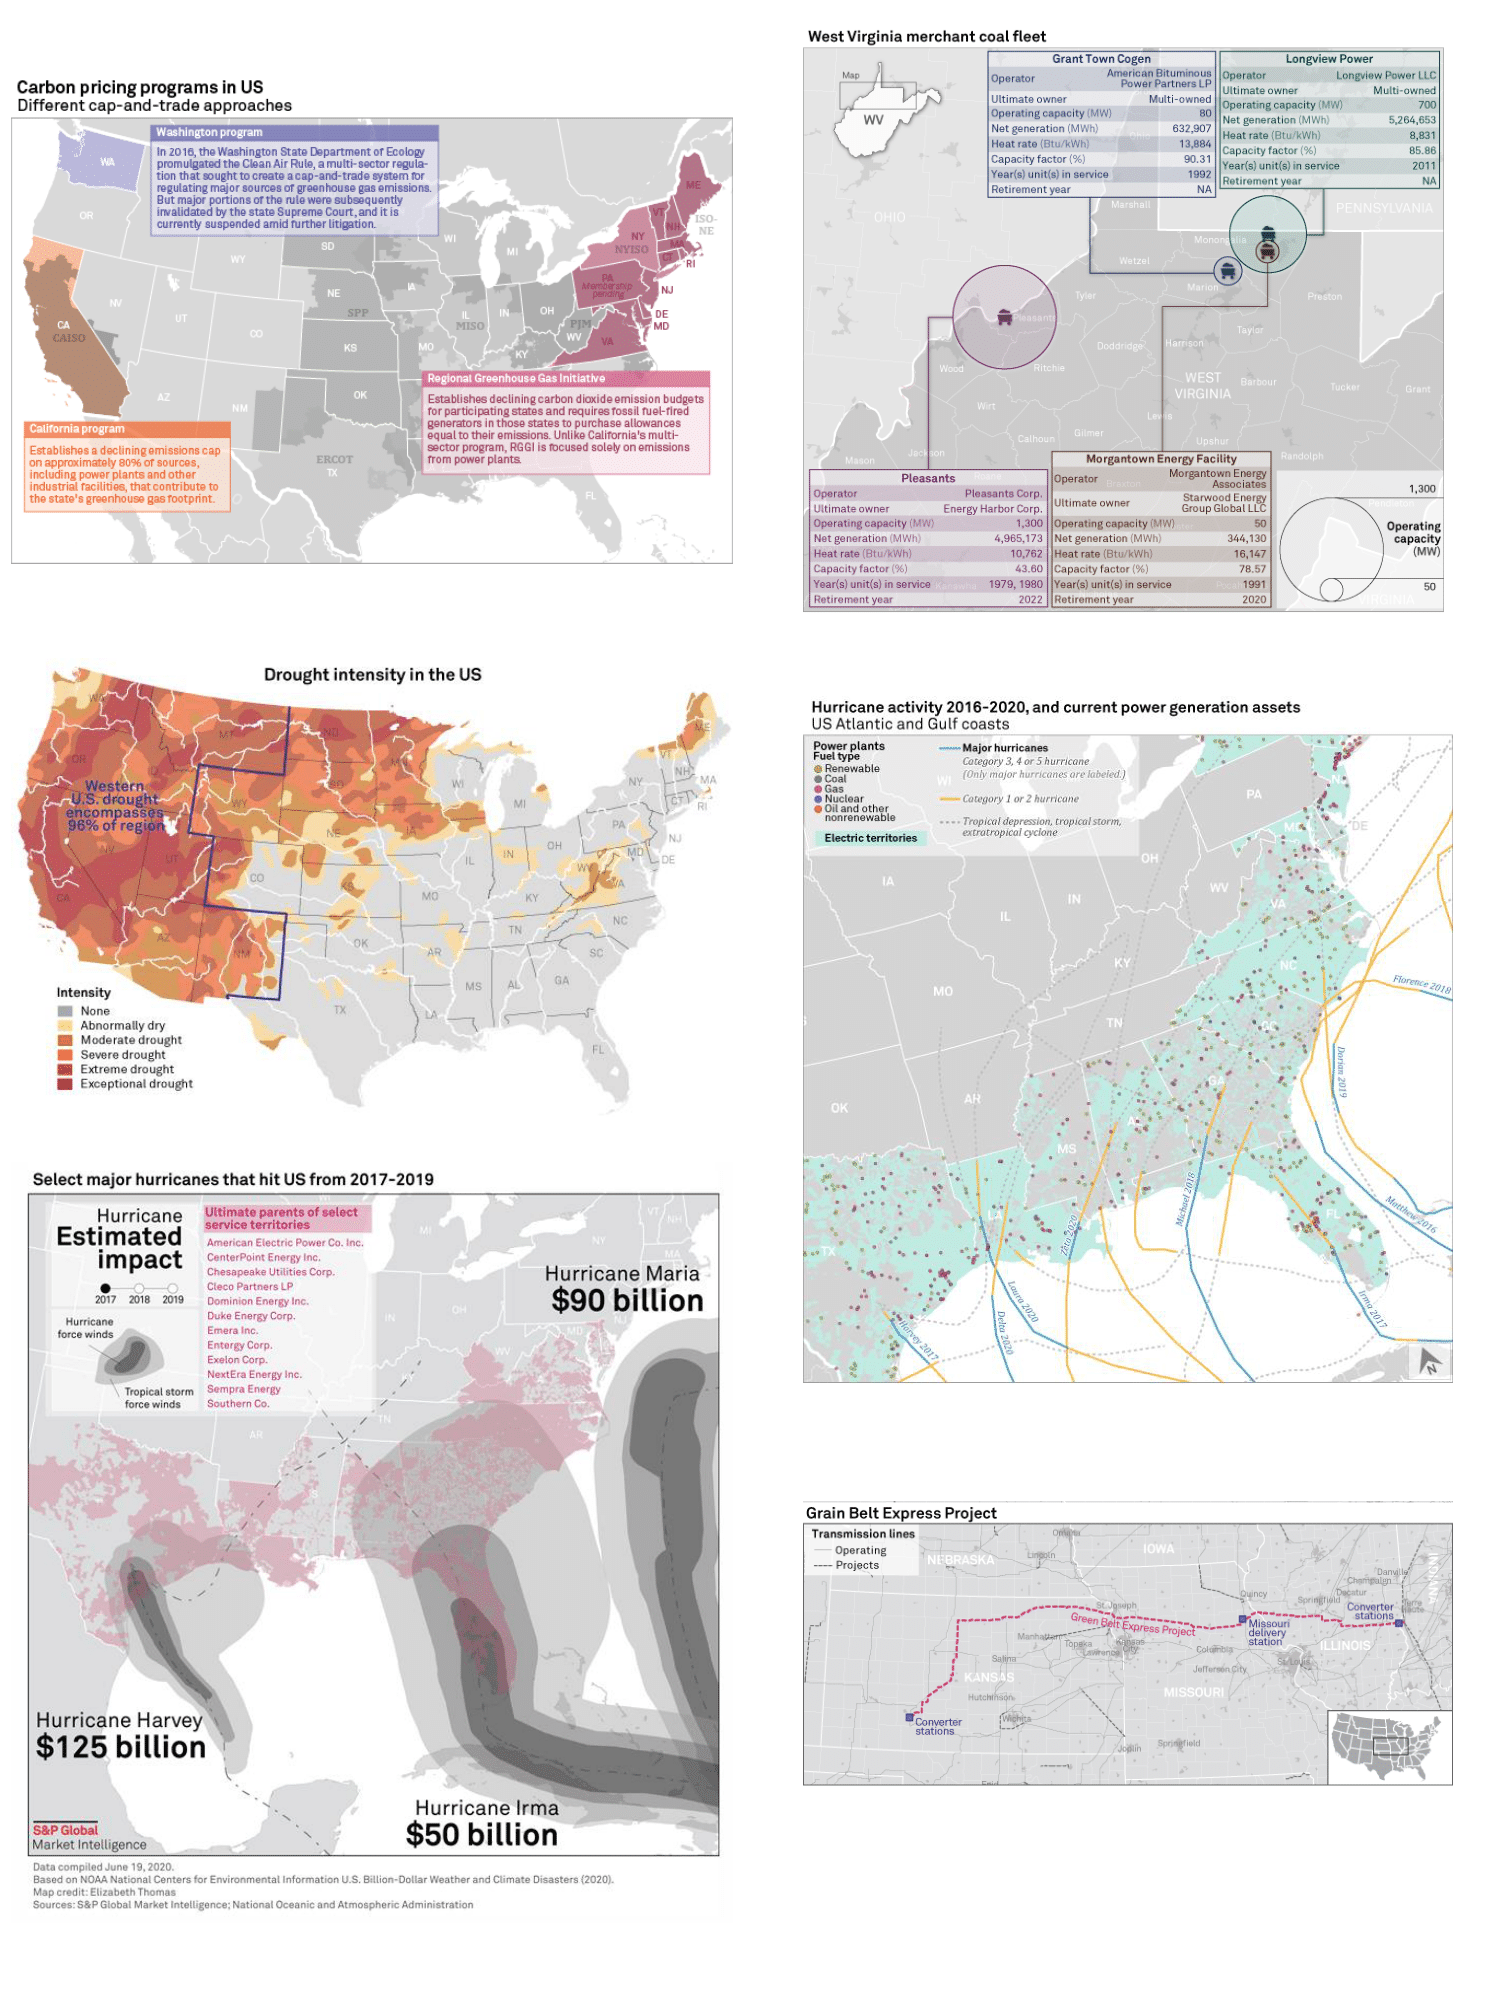 Carbon pricing programs in US
Different cap-and-trade approaches
Washington program
In 2016, the Washington State Department of Ecology
promulgated the Clean Air Rule, a multi-sector regula-
tion that sought to create a cap-and-trade system for
regulating major sources of greenhouse gas emissions.
But major portions of the rule were subsequently
invalidated by the state Supreme Court, and it is
currently suspended amid further litigation.
WA
OR
CA
CAISO
NV
UT
AZ
WY
CO
NM
SD
NE
SPP
KS
OK
ERCOT
TX
IA
MO
WI
IL
MISO
MI
IN
OH
KY
PJM
WV
VA
PA
Membership
pending
NY
NYISO
VT
NH
ME
MA
CT
RI
ISO-
NE
NJ
DE
MD
FL
Regional Greenhouse Gas Initiative
Establishes declining carbon dioxide emission budgets
for participating states and requires fossil fuel-fired
generators in those states to purchase allowances
equal to their emissions. Unlike California's multi-
sector program, RGGI is focused solely on emissions
from power plants.
California program
Establishes a declining emissions cap
on approximately 80% of sources,
including power plants and other
industrial facilities, that contribute to
the state's greenhouse gas footprint.
West Virginia merchant coal fleet
Map
WV
Grant Town Cogen
Operator American Bituminous
Power Partners LP
Ultimate owner Multi-owned
Operating capacity (MW) 80
Net generation (MWh) 632,907
Heat rate (Btu/kWh) 13,884
Capacity factor (%) 90.31
Year(s) unit(s) in service 1992
Retirement year NA
Longview Power
Operator Longview Power LLC
Ultimate owner Multi-owned
Operating capacity (MW) 700
Net generation (MWh) 5,264,653
Heat rate (Btu/kWh) 8,831
Capacity factor (%) 85.86
Year(s) unit(s) in service 2011
Retirement year NA
OHIO
PENNSYLVANIA
Marshall
Wetzel
Monongalia
Marion
Preston
Tyler
Pleasants
Taylor
Doddridge
Harrison
Wood
Ritchie
WEST
VIRGINIA
Barbour
Tucker
Grant
Wirt
Lewis
Gilmer
Calhoun
Upshur
Randolph
Mason
Jackson
Pleasants
Operator Pleasants Corp.
Ultimate owner Energy Harbor Corp.
Operating capacity (MW) 1,300
Net generation (MWh) 4,965,173
Heat rate (Btu/kWh) 10,762
Capacity factor (%) 43.60
Year(s) unit(s) in service 1979, 1980
Retirement year 2022
Morgantown Energy Facility
Operator Morgantown Energy
Associates
Ultimate owner Starwood Energy
Group Global LLC
Operating capacity (MW) 50
Net generation (MWh) 344,130
Heat rate (Btu/kWh) 16,147
Capacity factor (%) 78.57
Year(s) unit(s) in service 1991
Retirement year 2020
1,300
Operating
capacity
(MW)
50
VIRGINIA
Drought intensity in the US
Western
U.S. drought
encompasses
96% of region
WA
OR
MT
ID
ND
MN
SD
WY
NV
UT
CA
AZ
NM
CO
NE
IA
KS
OK
TX
WI
MI
IL
IN
OH
MO
KY
TN
AR
MS
AL
GA
LA
FL
SC
NC
VA
WV
PA
NY
MD
DE
NJ
CT
RI
MA
NH
VT
ME
Intensity
None
Abnormally dry
Moderate drought
Severe drought
Extreme drought
Exceptional drought
Hurricane activity 2016-2020, and current power generation assets
US Atlantic and Gulf coasts
Power plants
Fuel type
Renewable
Coal
Gas
Nuclear
Oil and other
nonrenewable
Electric territories
Major hurricanes
Category 3, 4 or 5 hurricane
(Only major hurricanes are labeled.)
Category 1 or 2 hurricane
Tropical depression, tropical storm,
extratropical cyclone
WI
IA
IL
IN
OH
PA
NJ
MD
DE
WV
VA
KY
MO
NC
TN
SC
OK
AR
GA
AL
MS
LA
TX
FL
Florence 2018
Dorian 2019
Matthew 2016
Michael 2018
Zeta 2020
Laura 2020
Delta 2020
Harvey 2017
Irma 2017
N
Select major hurricanes that hit US from 2017-2019
Hurricane
Estimated
impact
2017 2018 2019
Hurricane
force winds
Tropical storm
force winds
Ultimate parents of select
service territories
American Electric Power Co. Inc.
CenterPoint Energy Inc.
Chesapeake Utilities Corp.
Cleco Partners LP
Dominion Energy Inc.
Duke Energy Corp.
Emera Inc.
Entergy Corp.
Exelon Corp.
NextEra Energy Inc.
Sempra Energy
Southern Co.
WI
MI
VT
NH
NY
MA
NJ
MD
OH
IN
WV
TN
AR
Hurricane Maria
$90 billion
Hurricane Harvey
$125 billion
Hurricane Irma
$50 billion
S&P Global
Market Intelligence
Data compiled June 19, 2020.
Based on NOAA National Centers for Environmental Information U.S. Billion-Dollar Weather and Climate Disasters (2020).
Map credit: Elizabeth Thomas
Sources: S&P Global Market Intelligence; National Oceanic and Atmospheric Administration
Grain Belt Express Project
Transmission lines
Operating
Projects
NEBRASKA
Omaha
Lincoln
IOWA
INDIANA
Danville
Champaign
Decatur
Springfield
Quincy
Terre
Haute
Converter
stations
St. Joseph
Green Belt Express Project
Missouri
delivery
station
ILLINOIS
Manhattan
Topeka
Lawrence
Kansas
City
Columbia
St. Louis
Salina
Jefferson City
KANSAS
MISSOURI
Hutchinson
Wichita
Converter
stations
Joplin
Springfield
Enid